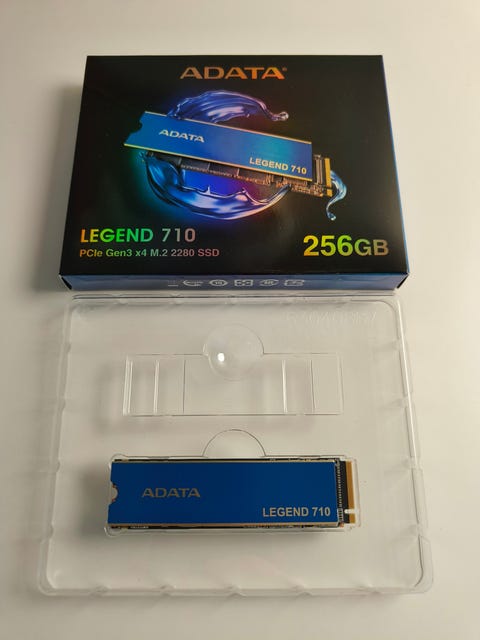 ADATA®
ADATA
LEGEND 710
LEGEND 710
PCIe Gen3 x4 M.2 2280 SSD
256GB
ADATA
LEGEND 710